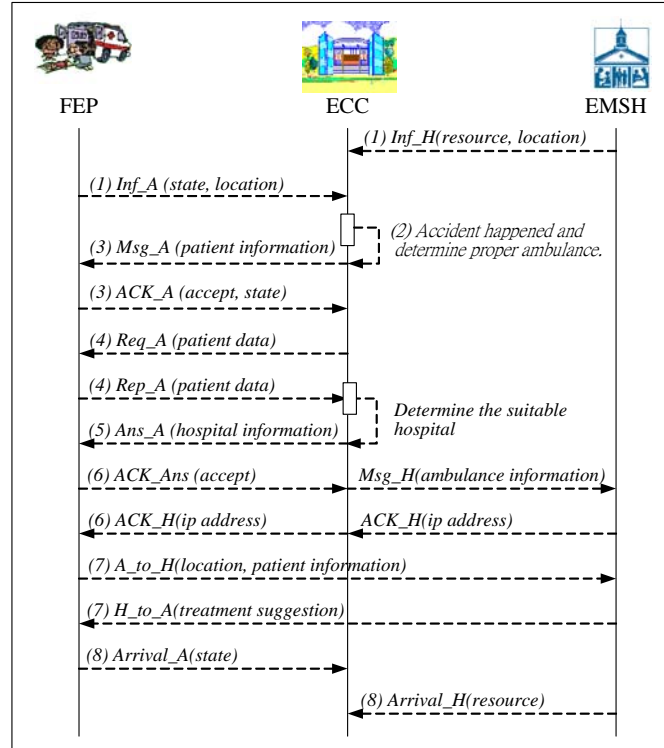 FEP
ECC
EMSH
(1) Inf_H(resource, location)
(1) Inf_A (state, location)
(2) Accident happened and
determine proper ambulance.
(3) Msg_A (patient information)
(3) ACK_A (accept, state)
(4) Req_A (patient data)
(4) Rep_A (patient data)
Determine the suitable
hospital
(5) Ans_A (hospital information)
(6) ACK_Ans (accept)
Msg_H(ambulance information)
(6) ACK_H(ip address)
ACK_H(ip address)
(7) A_to_H(location, patient information)
(7) H_to_A(treatment suggestion)
(8) Arrival_A(state)
(8) Arrival_H(resource)